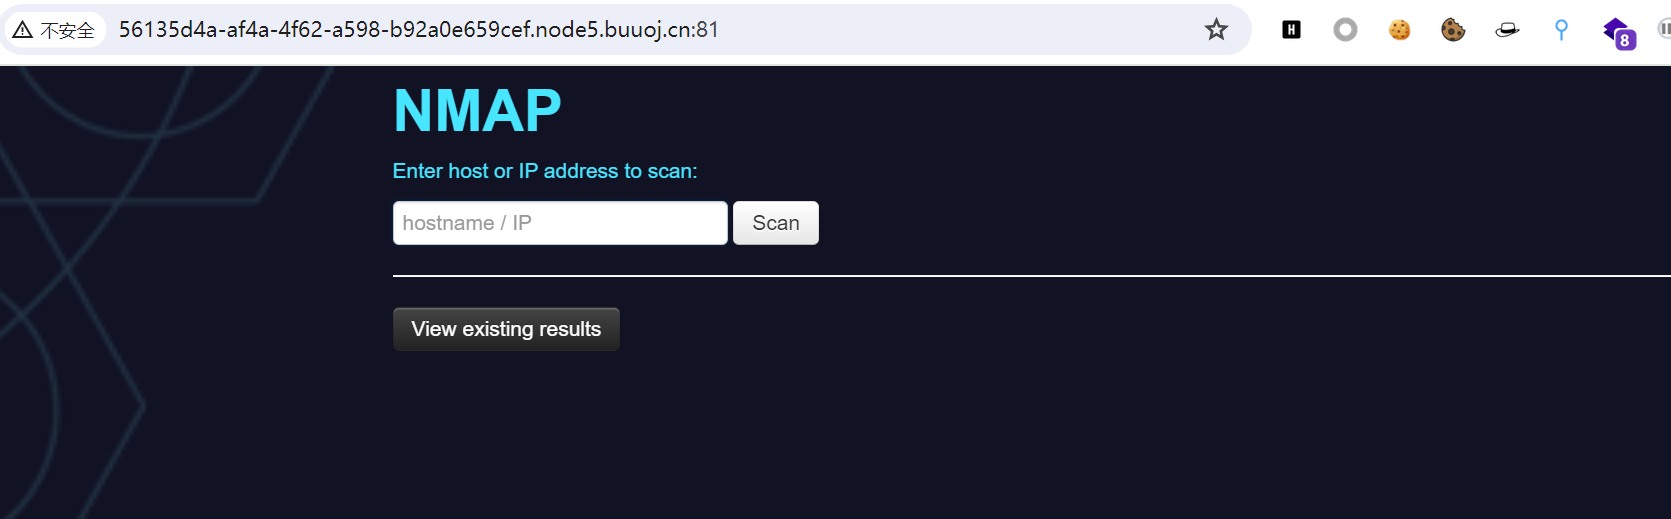 不安全 56135d4a-af4a-4f62-a598-b92a0e659cef.node5.buuoj.cn:81
H
8
NMAP
Enter host or IP address to scan:
hostname / IP Scan
View existing results